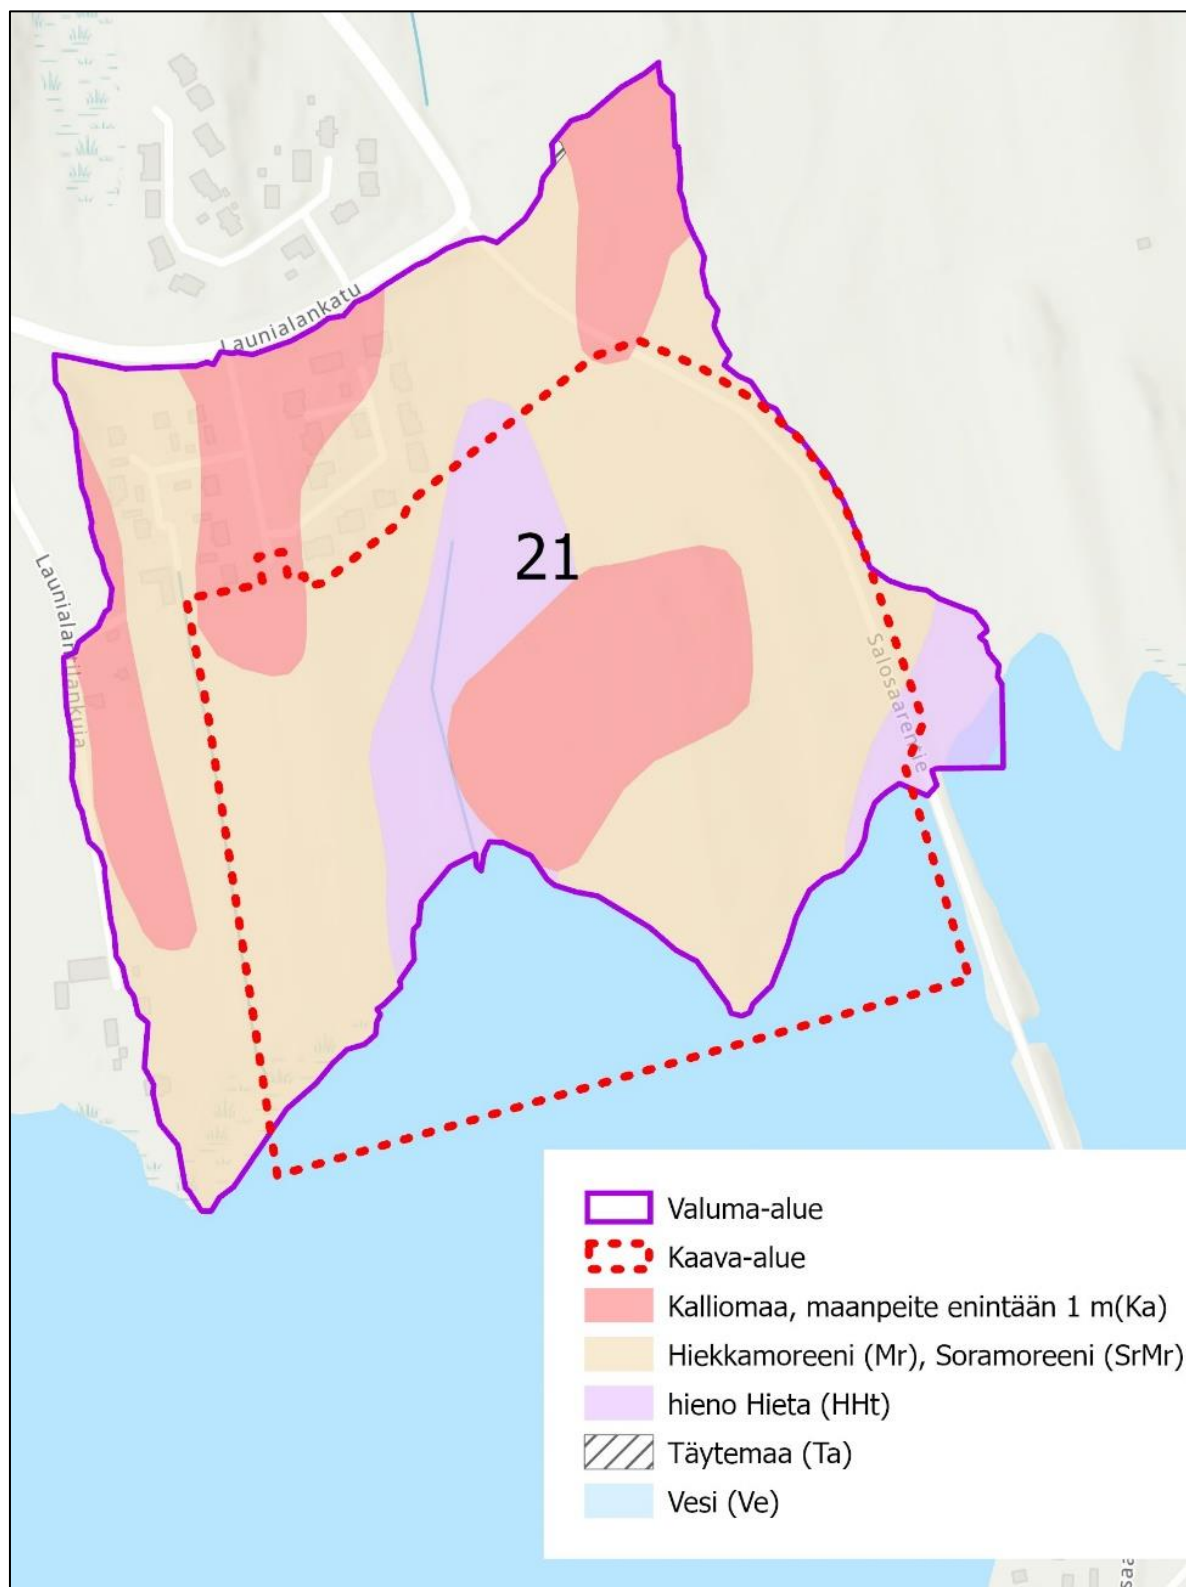 Launialankatu
21
Salosaarentie
Valuma-alue
Kaava-alue
Kalliomaa, maanpeite enintään 1 m(Ka)
Hiekkamoreeni (Mr), Soramoreeni (SrMr)
hieno Hieta (HHt)
Täytemaa (Ta)
Vesi (Ve)